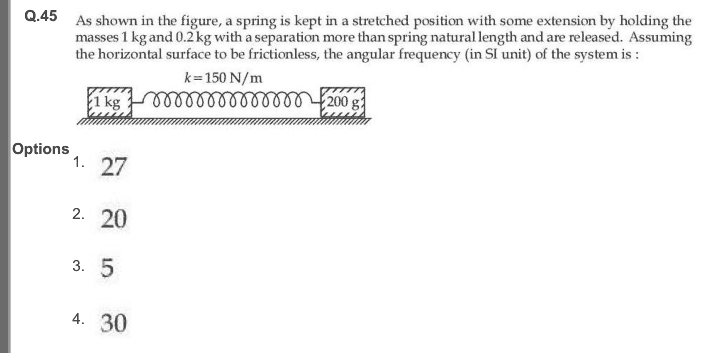 Q.45 As shown in the figure, a spring is kept in a stretched position with some extension by holding the
masses 1 kg and 0.2 kg with a separation more than spring natural length and are released. Assuming
the horizontal surface to be frictionless, the angular frequency (in SI unit) of the system is :
k=150 N/m
1 kg 200 g
Options
1. 27
2. 20
3. 5
4. 30